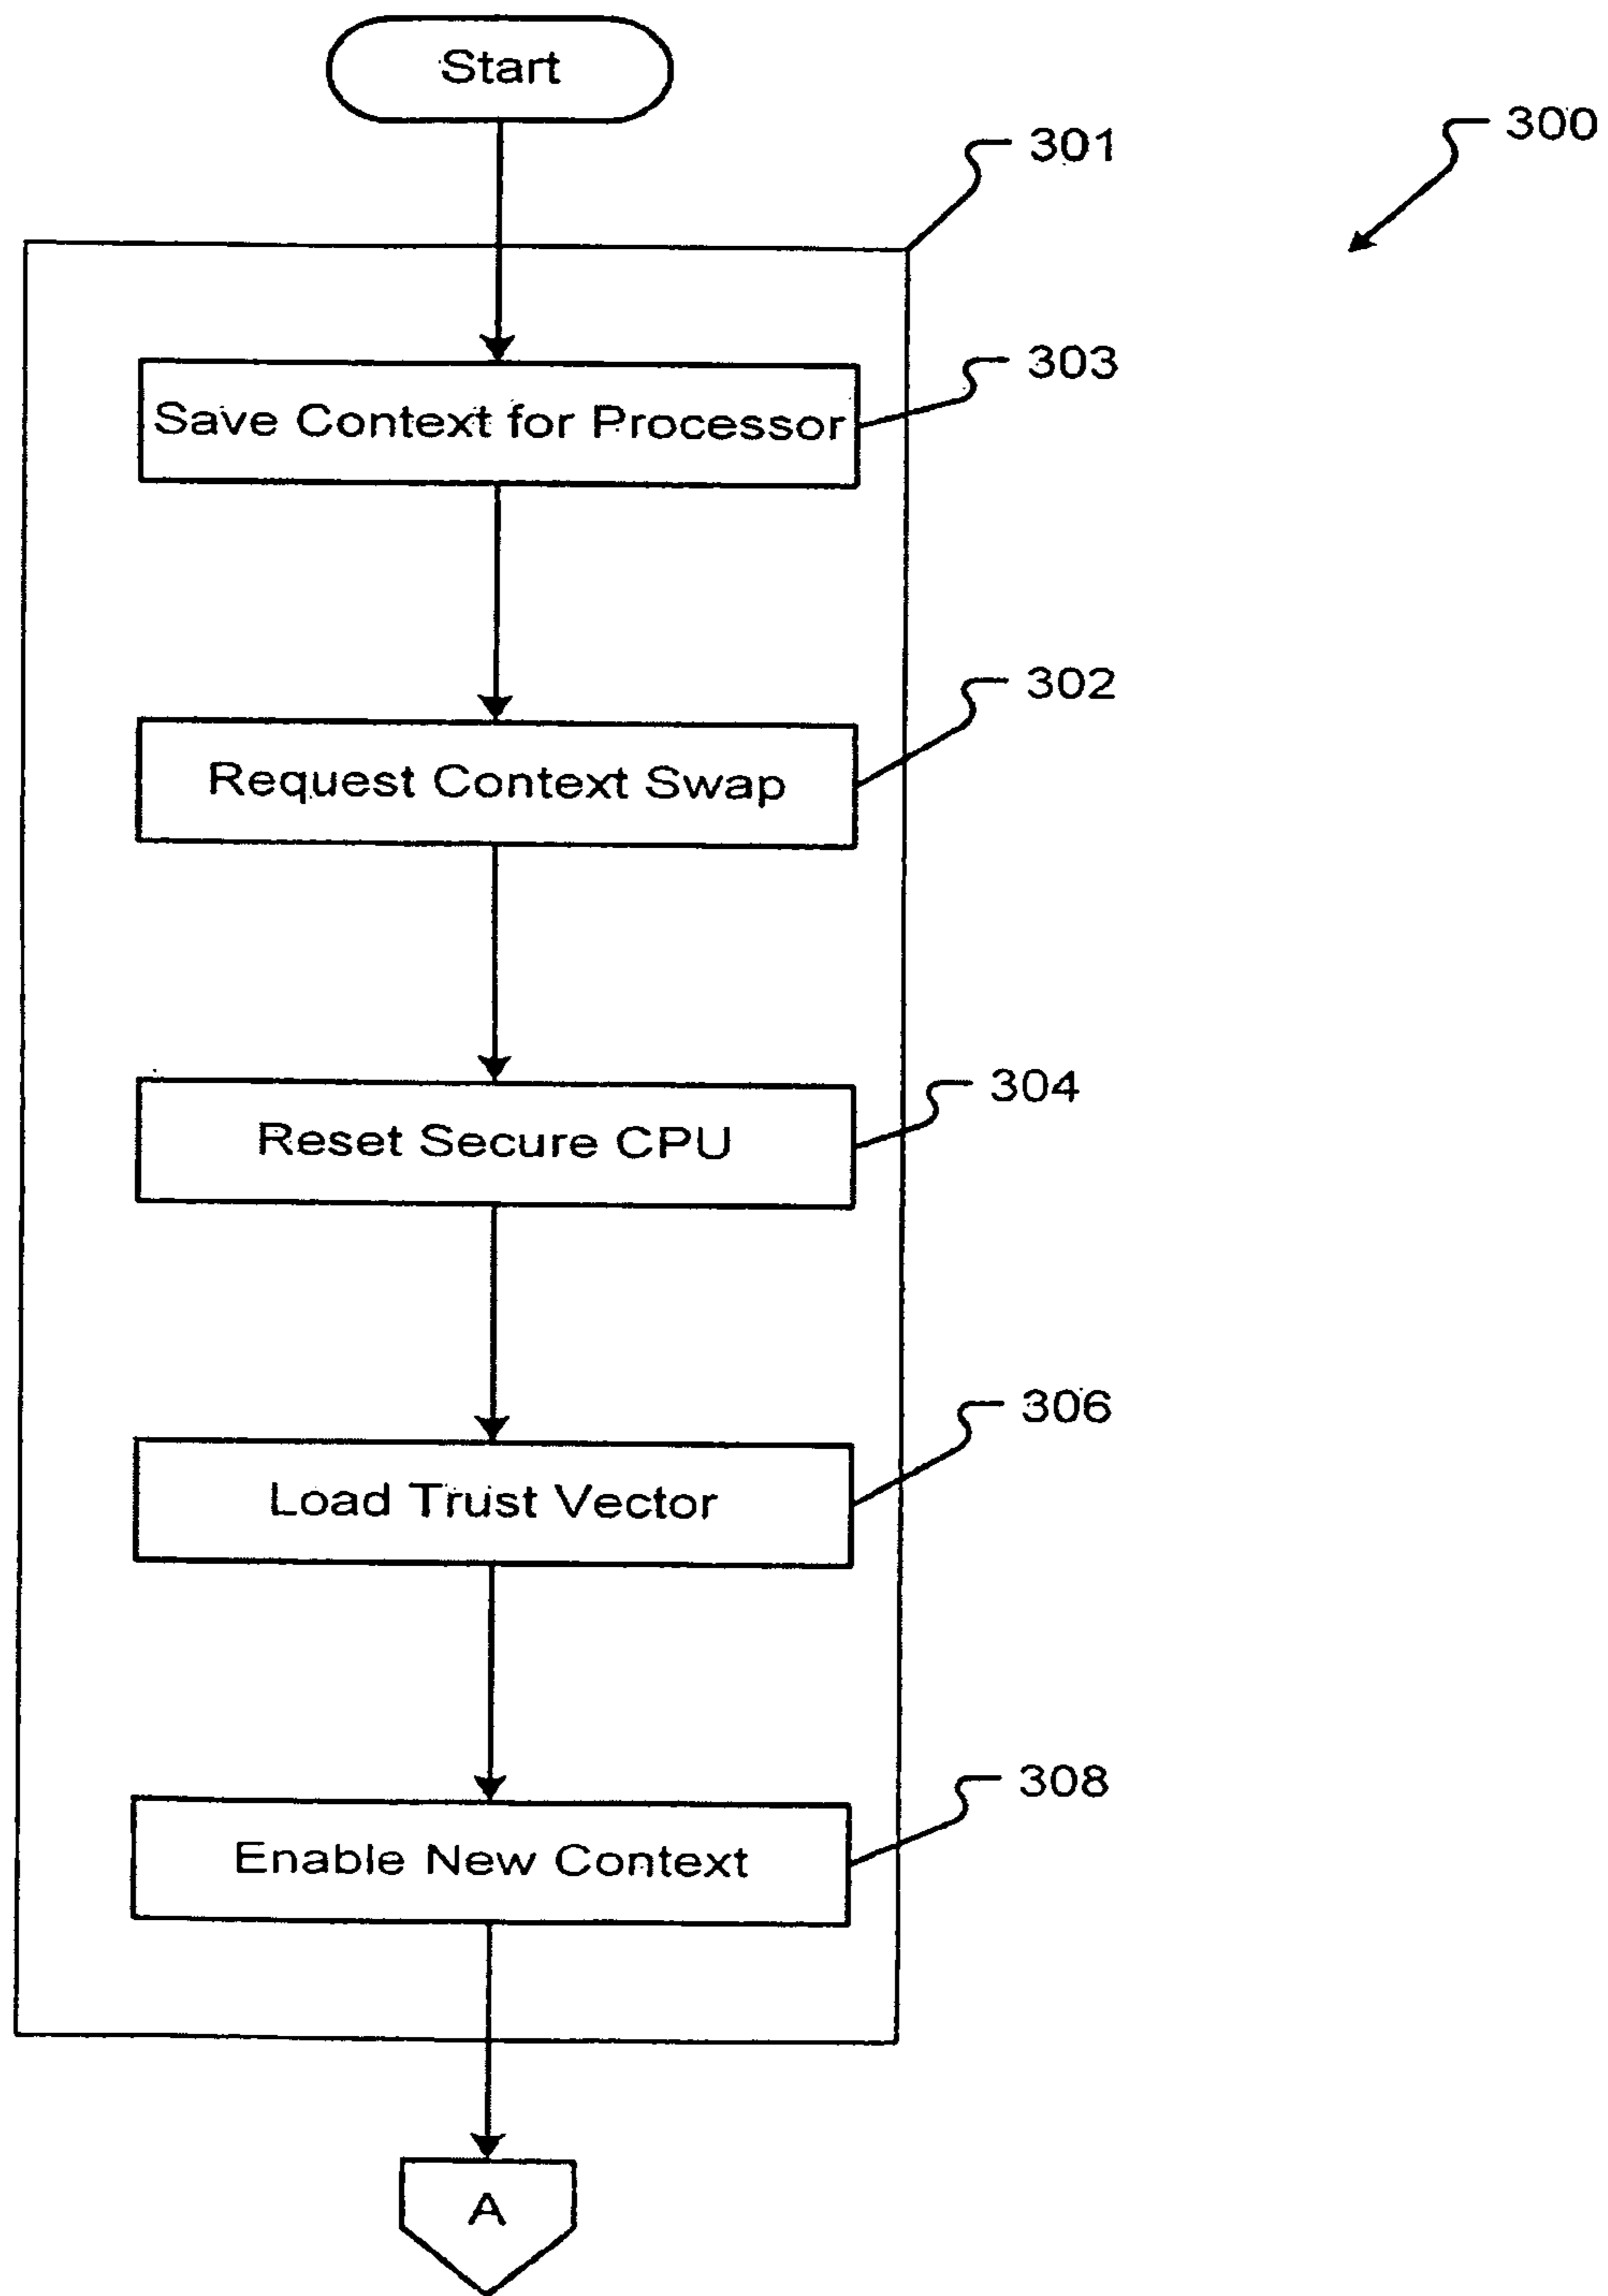 Start
300
301
Save Context for Processor
303
Request Context Swap
302
Reset Secure CPU
304
Load Trust Vector
306
Enable New Context
308
A